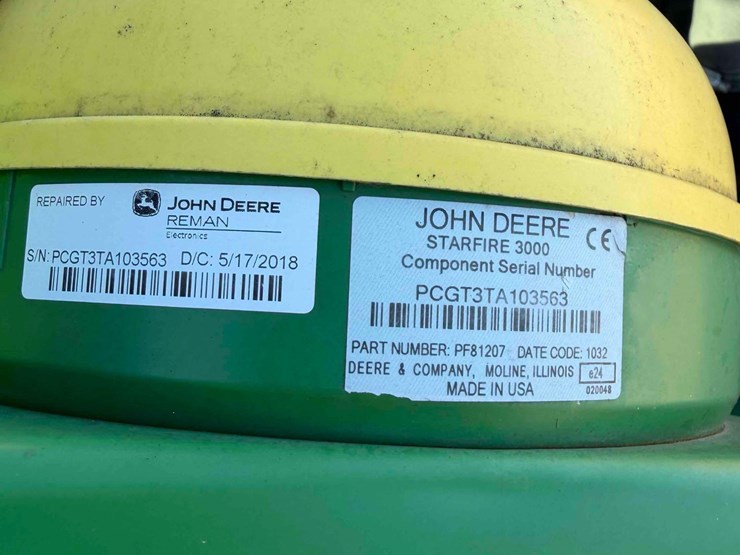 REPAIRED BY
JOHN DEERE
REMAN
Electronics
S/N: PCGT3TA103563 D/C: 5/17/2018
JOHN DEERE CE
STARFIRE 3000
Component Serial Number
PCGT3TA103563
PART NUMBER: PF81207 DATE CODE: 1032
DEERE & COMPANY, MOLINE, ILLINOIS e24
MADE IN USA 020048